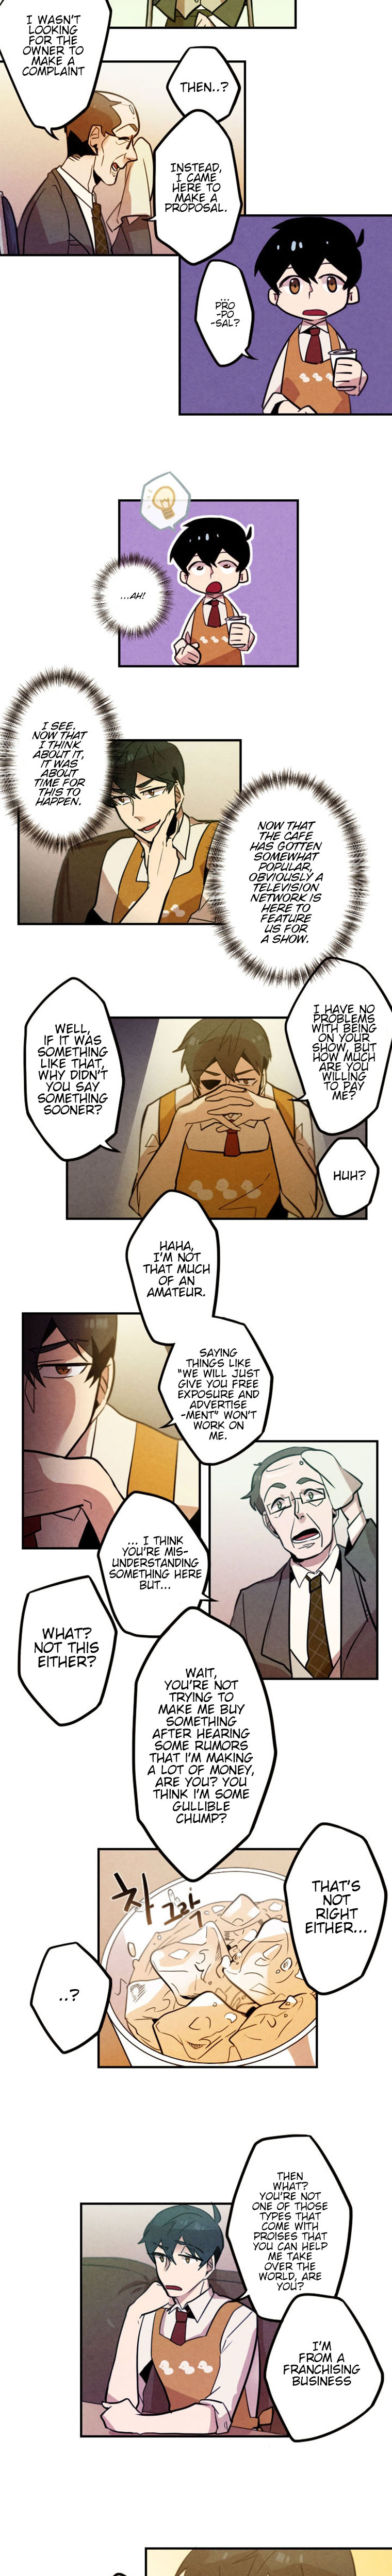 I WASN'T
LOOKING
FOR THE
OWNER TO
MAKE A
COMPLAINT
THEN..?
INSTEAD,
I CAME
HERE TO
MAKE A
PROPOSAL.
...
PRO
-PO
-SAL?
...AH!
I SEE.
NOW THAT
I THINK
ABOUT IT,
IT WAS
ABOUT
TIME FOR
THIS TO
HAPPEN.
NOW THAT
THE CAFE
HAS GOTTEN
SOMEWHAT
POPULAR,
OBVIOUSLY A
TELEVISION
NETWORK IS
HERE TO
FEATURE
US FOR
A SHOW.
WELL,
IF IT WAS
SOMETHING
LIKE THAT,
WHY DIDN'T
YOU SAY
SOMETHING
SOONER?
I HAVE NO
PROBLEMS
WITH BEING
ON YOUR
SHOW, BUT
HOW MUCH
ARE YOU
WILLING
TO PAY
ME?
HUH?
HAHA,
I'M NOT
THAT MUCH
OF AN
AMATEUR.
SAYING
THINGS LIKE
"WE WILL JUST
GIVE YOU FREE
EXPOSURE AND
ADVERTISE
-MENT" WON'T
WORK ON
ME.
... I THINK
YOU'RE MIS-
UNDERSTANDING
SOMETHING HERE
BUT...
WHAT?
NOT THIS
EITHER?
WAIT,
YOU'RE NOT
TRYING TO
MAKE ME BUY
SOMETHING
AFTER HEARING
SOME RUMORS
THAT I'M MAKING
A LOT OF MONEY,
ARE YOU? YOU
THINK I'M SOME
GULLIBLE
CHUMP?
차그락
THAT'S
NOT
RIGHT
EITHER...
..?
THEN
WHAT?
YOU'RE NOT
ONE OF THOSE
TYPES THAT
COME WITH
PROISES THAT
YOU CAN HELP
ME TAKE
OVER THE
WORLD, ARE
YOU?
I'M
FROM A
FRANCHISING
BUSINESS